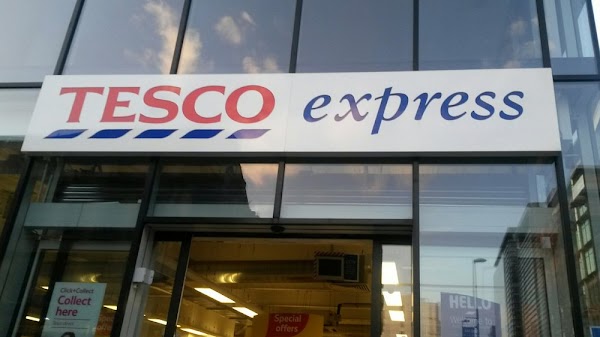 TESCO express
Click+Collect
Collect
here
Special
offers
HELLO